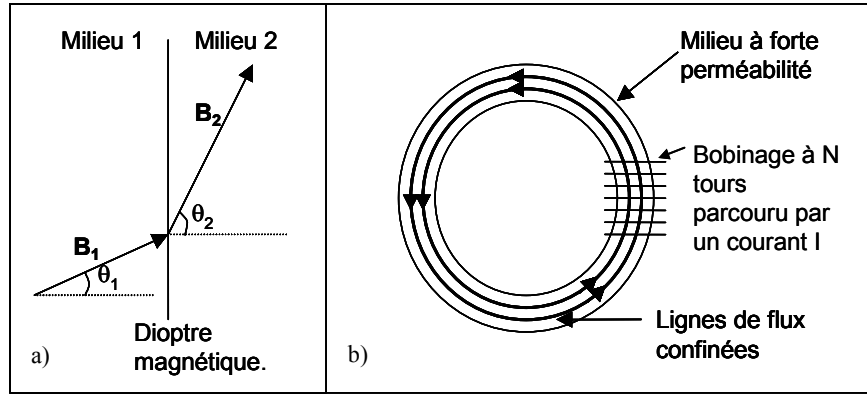 Milieu 1
Milieu 2
B₂
θ₂
B₁
θ₁
Dioptre
magnétique.
a)
Milieu à forte
perméabilité
Bobinage à N
tours
parcouru par
un courant I
Lignes de flux
confinées
b)